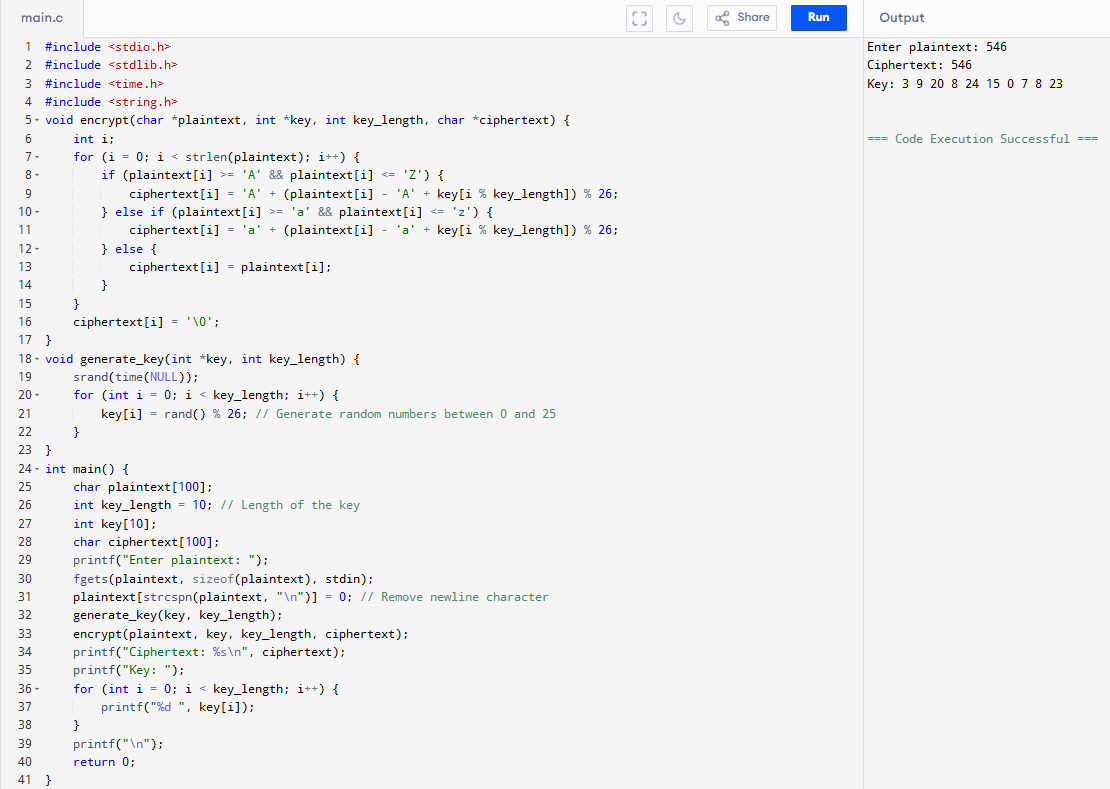 main.c
Share
Run
Output
1 #include <stdio.h>
2 #include <stdlib.h>
3 #include <time.h>
4 #include <string.h>
5 void encrypt(char *plaintext, int *key, int key_length, char *ciphertext) {
6     int i;
7     for (i = 0; i < strlen(plaintext); i++) {
8         if (plaintext[i] >= 'A' && plaintext[i] <= 'Z') {
9             ciphertext[i] = 'A' + (plaintext[i] - 'A' + key[i % key_length]) % 26;
10         } else if (plaintext[i] >= 'a' && plaintext[i] <= 'z') {
11             ciphertext[i] = 'a' + (plaintext[i] - 'a' + key[i % key_length]) % 26;
12         } else {
13             ciphertext[i] = plaintext[i];
14         }
15     }
16     ciphertext[i] = '\0';
17 }
18 void generate_key(int *key, int key_length) {
19     srand(time(NULL));
20     for (int i = 0; i < key_length; i++) {
21         key[i] = rand() % 26; // Generate random numbers between 0 and 25
22     }
23 }
24 int main() {
25     char plaintext[100];
26     int key_length = 10; // Length of the key
27     int key[10];
28     char ciphertext[100];
29     printf("Enter plaintext: ");
30     fgets(plaintext, sizeof(plaintext), stdin);
31     plaintext[strcspn(plaintext, "\n")] = 0; // Remove newline character
32     generate_key(key, key_length);
33     encrypt(plaintext, key, key_length, ciphertext);
34     printf("Ciphertext: %s\n", ciphertext);
35     printf("Key: ");
36     for (int i = 0; i < key_length; i++) {
37         printf("%d ", key[i]);
38     }
39     printf("\n");
40     return 0;
41 }
Enter plaintext: 546
Ciphertext: 546
Key: 3 9 20 8 24 15 0 7 8 23
=== Code Execution Successful ===